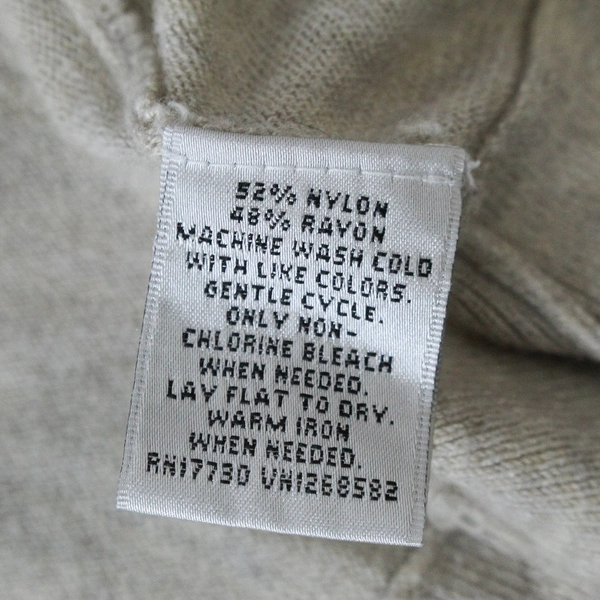 52% NYLON
48% RAYON
MACHINE WASH COLD
WITH LIKE COLORS.
GENTLE CYCLE.
ONLY NON-
CHLORINE BLEACH
WHEN NEEDED.
LAY FLAT TO DRY.
WARM IRON
WHEN NEEDED.
RN17730 VN1268582